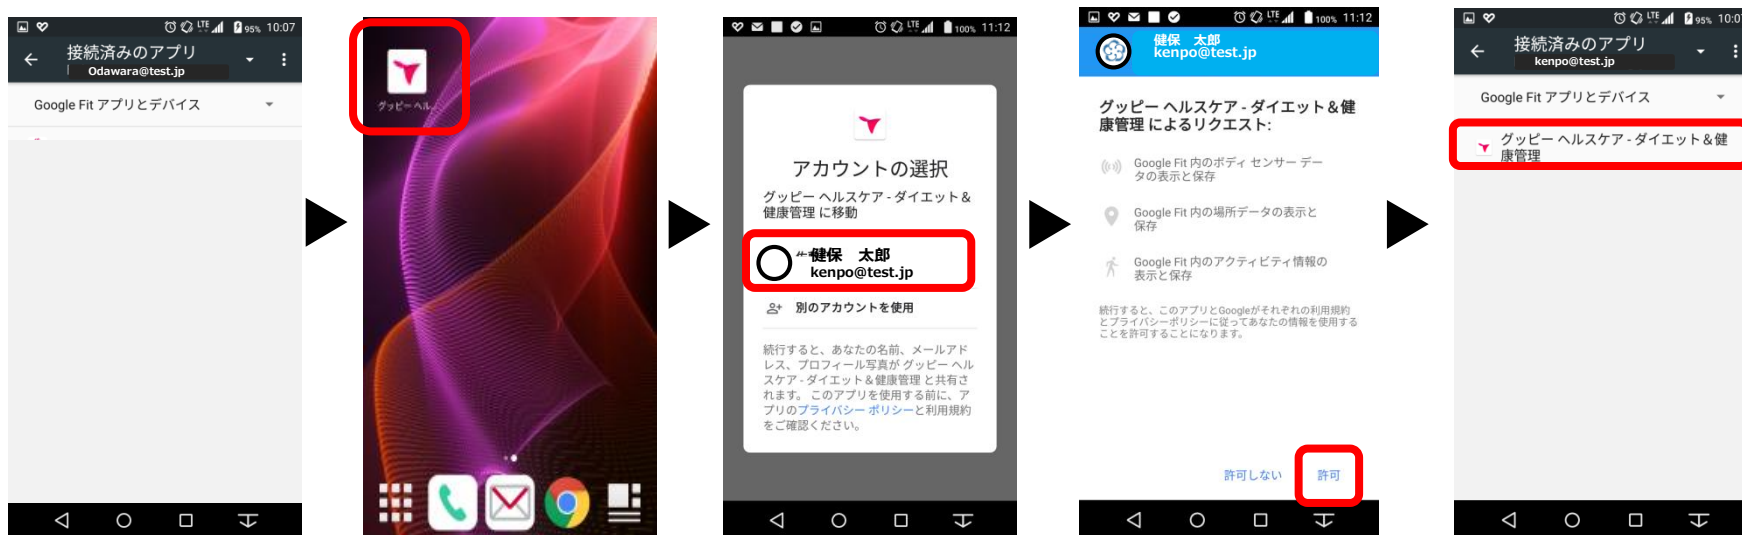 LTE 95% 10:07
接続済みのアプリ
Odawara@test.jp
Google Fit アプリとデバイス
グッピー ヘル...
LTE 100% 11:12
アカウントの選択
グッピー ヘルスケア - ダイエット＆
健康管理 に移動
健保　太郎
kenpo@test.jp
別のアカウントを使用
続行すると、あなたの名前、メールアド
レス、プロフィール写真が グッピー ヘル
スケア - ダイエット＆健康管理 と共有さ
れます。 このアプリを使用する前に、ア
プリのプライバシー ポリシーと利用規約
をご確認ください。
LTE 100% 11:12
健保　太郎
kenpo@test.jp
グッピー ヘルスケア - ダイエット＆健
康管理 によるリクエスト:
Google Fit 内のボディ センサー デー
タの表示と保存
Google Fit 内の場所データの表示と
保存
Google Fit 内のアクティビティ情報の
表示と保存
続行すると、このアプリとGoogleがそれぞれの利用規約
とプライバシーポリシーに従ってあなたの情報を使用する
ことを許可することになります。
許可しない 許可
LTE 95% 10:0
接続済みのアプリ
kenpo@test.jp
Google Fit アプリとデバイス
グッピー ヘルスケア - ダイエット＆健
康管理